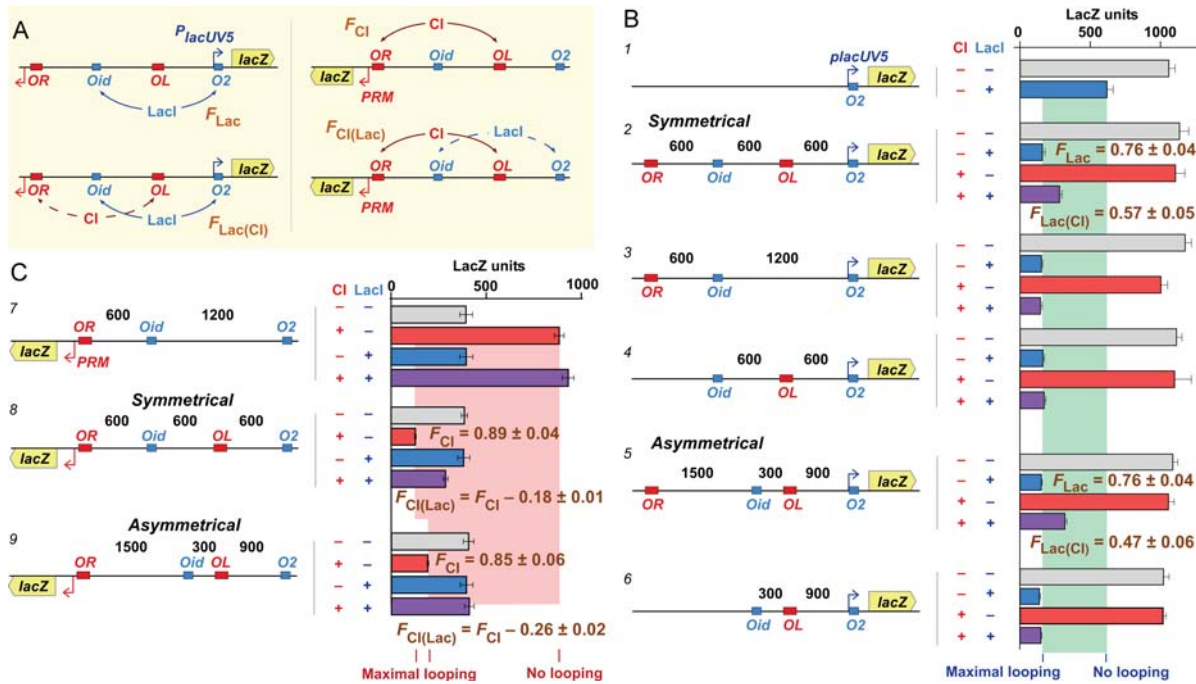 A
PlacUV5
lacZ
OR Oid OL O2
LacI
FLac
lacZ
OR Oid OL O2
CI LacI
FLac(CI)
FCI
CI
OR OL
lacZ Oid O2
PRM
FCI(Lac)
CI LacI
OR Oid OL O2
lacZ
PRM
B
LacZ units
CI LacI 0 500 1000
1
placUV5
lacZ
O2
− −
− +
2 Symmetrical
600 600 600
lacZ
OR Oid OL O2
− −
− + FLac = 0.76 ± 0.04
+ −
+ +
FLac(CI) = 0.57 ± 0.05
3
600 1200
lacZ
OR Oid O2
− −
− +
+ −
+ +
4
600 600
lacZ
Oid OL O2
− −
− +
+ −
+ +
Asymmetrical
5
1500 300 900
lacZ
OR Oid OL O2
− −
− + FLac = 0.76 ± 0.04
+ −
+ +
FLac(CI) = 0.47 ± 0.06
6
300 900
lacZ
Oid OL O2
− −
− +
+ −
+ +
Maximal looping No looping
C
LacZ units
CI LacI 0 500 1000
7
600 1200
OR Oid O2
lacZ PRM
− −
+ −
− +
+ +
Symmetrical
8
600 600 600
OR Oid OL O2
lacZ
− −
+ − FCI = 0.89 ± 0.04
− +
+ +
FCI(Lac) = FCI − 0.18 ± 0.01
Asymmetrical
9
1500 300 900
OR Oid OL O2
lacZ
− −
+ − FCI = 0.85 ± 0.06
− +
+ +
FCI(Lac) = FCI − 0.26 ± 0.02
Maximal looping No looping